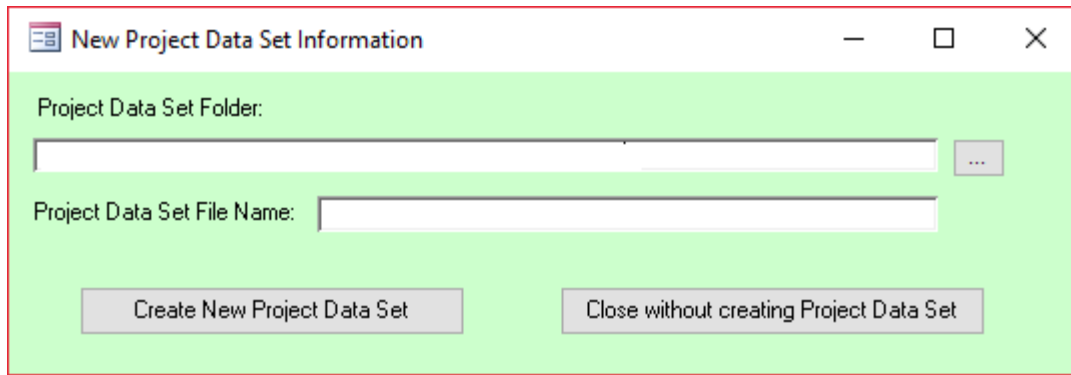 New Project Data Set Information
Project Data Set Folder:
...
Project Data Set File Name:
Create New Project Data Set
Close without creating Project Data Set